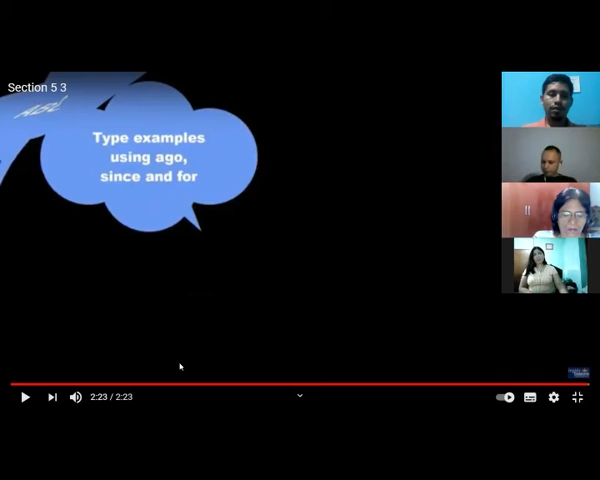 Section 5 3
Type examples
using ago,
since and for
2:23 / 2:23